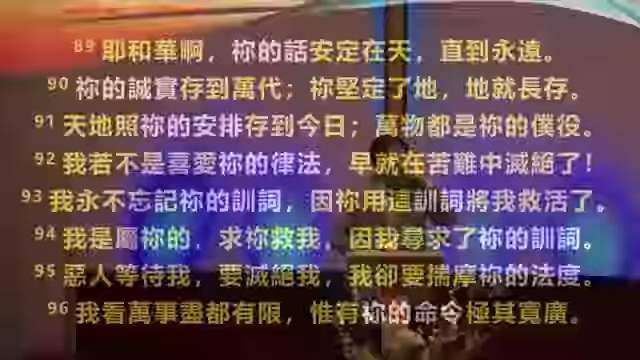 89 耶和華啊，祢的話安定在天，直到永遠。
90 祢的誠實存到萬代；祢堅定了地，地就長存。
91 天地照祢的安排存到今日；萬物都是祢的僕役。
92 我若不是喜愛祢的律法，早就在苦難中滅絕了！
93 我永不忘記祢的訓詞，因祢用這訓詞將我救活了。
94 我是屬祢的，求祢救我，因我尋求了祢的訓詞。
95 惡人等待我，要滅絕我，我卻要揣摩祢的法度。
96 我看萬事盡都有限，惟有祢的命令極其寬廣。